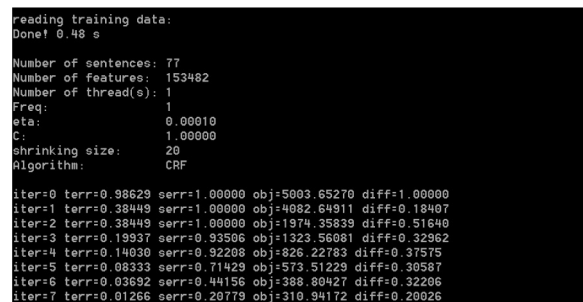 reading training data:
Done! 0.48 s
Number of sentences: 77
Number of features: 153482
Number of thread(s): 1
Freq: 1
eta: 0.00010
C: 1.00000
shrinking size: 20
Algorithm: CRF
iter=0 terr=0.98629 serr=1.00000 obj=5003.65270 diff=1.00000
iter=1 terr=0.38449 serr=1.00000 obj=4082.64911 diff=0.18407
iter=2 terr=0.38449 serr=1.00000 obj=1974.35839 diff=0.51640
iter=3 terr=0.19937 serr=0.93506 obj=1323.56081 diff=0.32962
iter=4 terr=0.14030 serr=0.92208 obj=826.22783 diff=0.37575
iter=5 terr=0.08333 serr=0.71429 obj=573.51229 diff=0.30587
iter=6 terr=0.03692 serr=0.44156 obj=388.80427 diff=0.32206
iter=7 terr=0.01266 serr=0.20779 obj=310.94172 diff=0.20026